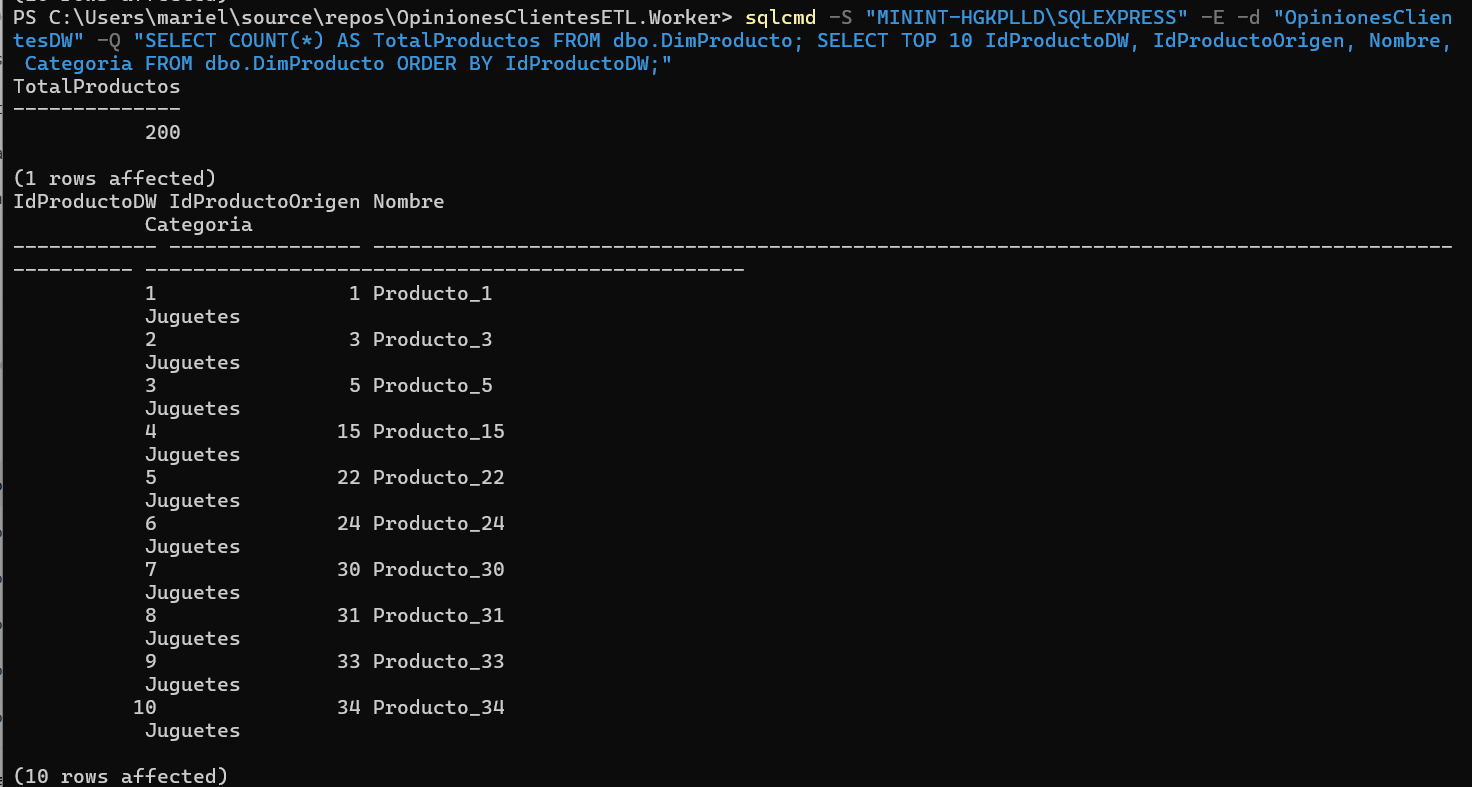 PS C:\Users\mariel\source\repos\OpinionesClientesETL.Worker> sqlcmd -S "MININT-HGKPLLD\SQLEXPRESS" -E -d "OpinionesClien
tesDW" -Q "SELECT COUNT(*) AS TotalProductos FROM dbo.DimProducto; SELECT TOP 10 IdProductoDW, IdProductoOrigen, Nombre,
 Categoria FROM dbo.DimProducto ORDER BY IdProductoDW;"
TotalProductos
--------------
           200

(1 rows affected)
IdProductoDW IdProductoOrigen Nombre
           Categoria
------------ ---------------- ------------------------------------------------------------------------------------------
---------- --------------------------------------------------
           1                1 Producto_1
           Juguetes
           2                3 Producto_3
           Juguetes
           3                5 Producto_5
           Juguetes
           4               15 Producto_15
           Juguetes
           5               22 Producto_22
           Juguetes
           6               24 Producto_24
           Juguetes
           7               30 Producto_30
           Juguetes
           8               31 Producto_31
           Juguetes
           9               33 Producto_33
           Juguetes
          10               34 Producto_34
           Juguetes

(10 rows affected)